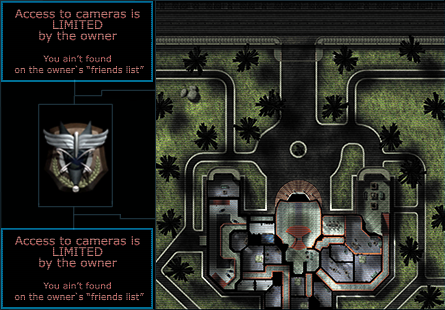 Access to cameras is
LIMITED
by the owner
You ain't found
on the owner's "friends list"
Access to cameras is
LIMITED
by the owner
You ain't found
on the owner's "friends list"